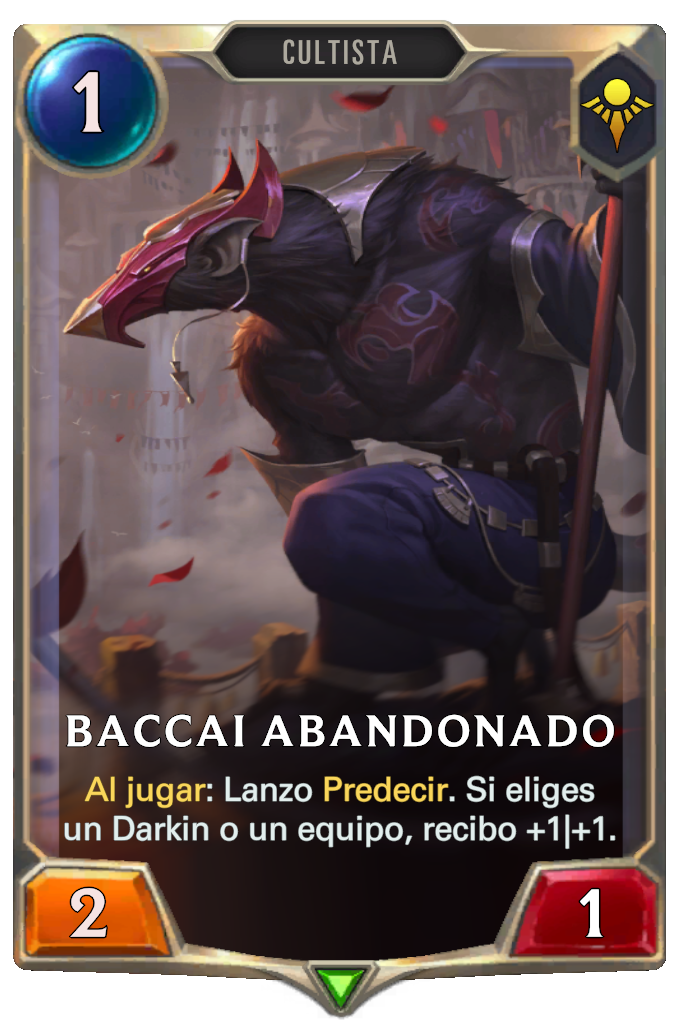 CULTISTA
1
BACCAI ABANDONADO
Al jugar: Lanzo Predecir. Si eliges
un Darkin o un equipo, recibo +1|+1.
2
1